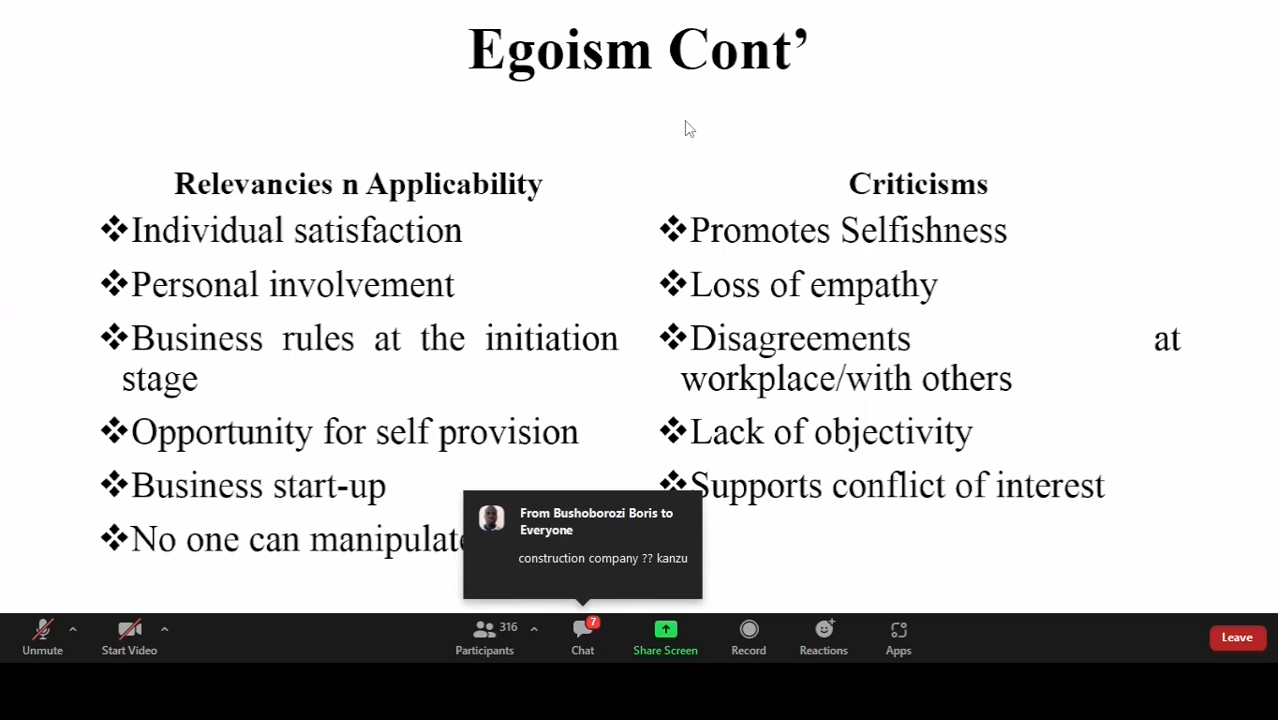 Egoism Cont’
Relevancies n Applicability
❖Individual satisfaction
❖Personal involvement
❖Business rules at the initiation
stage
❖Opportunity for self provision
❖Business start-up
❖No one can manipulate
Criticisms
❖Promotes Selfishness
❖Loss of empathy
❖Disagreements at
workplace/with others
❖Lack of objectivity
❖Supports conflict of interest
From Bushoborozi Boris to
Everyone
construction company ?? kanzu
Unmute
Start Video
316
Participants
7
Chat
Share Screen
Record
Reactions
Apps
Leave